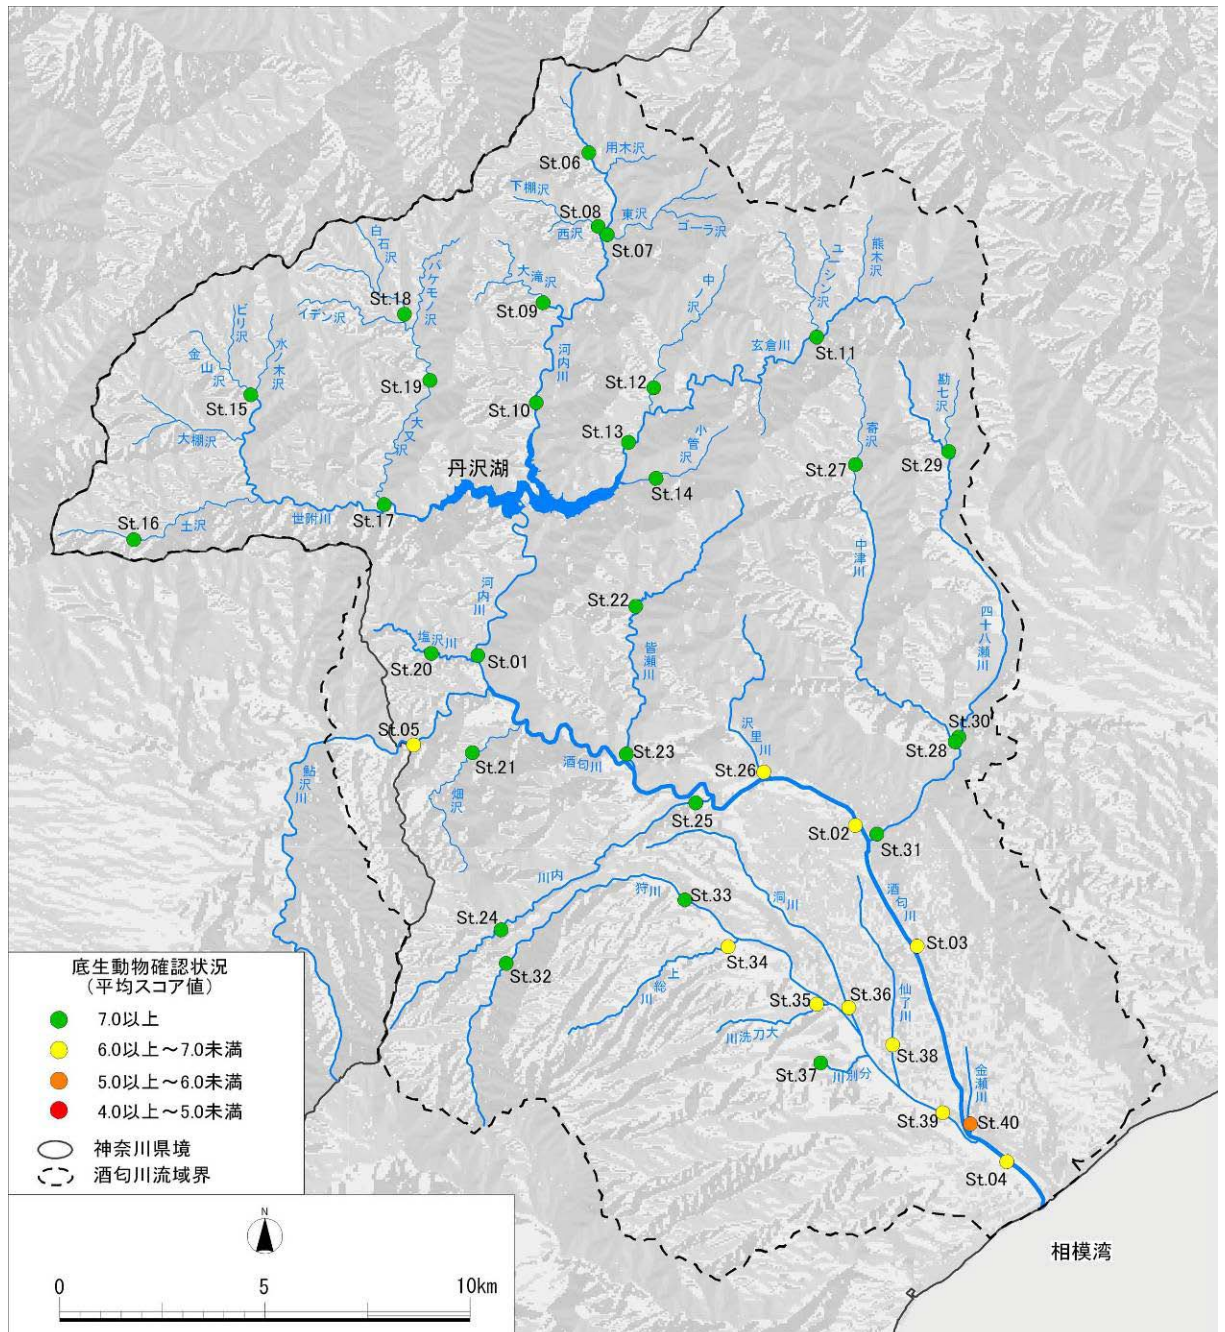 St.06
用木沢
下棚沢
St.08
東沢
西沢
ゴーラ沢
St.07
白石沢
バケモノ沢
大滝沢
中ノ沢
ユーシン沢
熊木沢
St.18
イデン沢
St.09
ビリ沢
水ノ木沢
金山沢
河内川
玄倉川
St.11
St.19
St.12
勘七沢
St.15
St.10
大又沢
小菅沢
寄沢
大棚沢
St.13
St.27
St.29
丹沢湖
St.14
St.17
世附川
St.16
土沢
中津川
河内川
St.22
四十八瀬川
塩沢川
St.20
St.01
皆瀬川
沢里川
St.30
St.28
St.05
St.23
St.21
酒匂川
St.26
鮎沢川
畑沢
St.25
St.02
St.31
川内
狩川
洞川
酒匂川
St.33
St.24
St.03
St.34
St.32
上総川
仙了川
St.35
St.36
川洗刀大
St.38
St.37
川別分
金瀬川
St.39
St.40
St.04
底生動物確認状況
(平均スコア値)
7.0以上
6.0以上～7.0未満
5.0以上～6.0未満
4.0以上～5.0未満
神奈川県境
酒匂川流域界
N
0 5 10km
相模湾